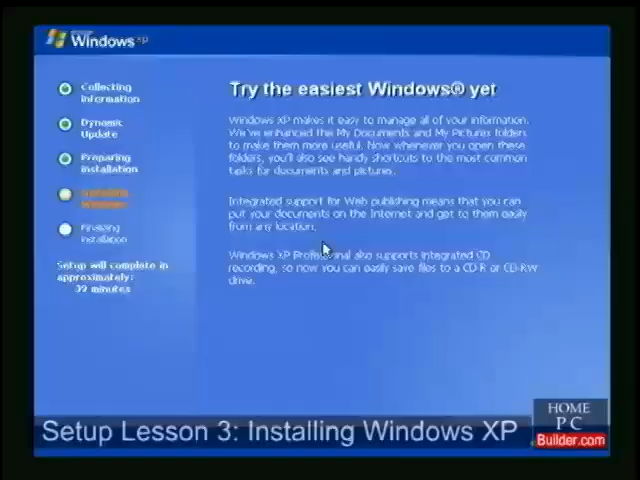 Windows xp
Collecting
Information
Dynamic
Update
Preparing
Installation
Installing
Windows
Finalizing
Installation
Setup will complete in
approximately:
39 minutes
Try the easiest Windows® yet
Windows XP makes it easy to manage all of your information.
We've enhanced the My Documents and My Pictures folders
to make them more useful. Now whenever you open these
folders, you'll also see handy shortcuts to the most common
tasks for documents and pictures.
Integrated support for Web publishing means that you can
put your documents on the Internet and get to them easily
from any location.
Windows XP Professional also supports integrated CD
recording, so now you can easily save files to a CD-R or CD-RW
drive.
Setup Lesson 3: Installing Windows XP
HOME
PC
Builder.com